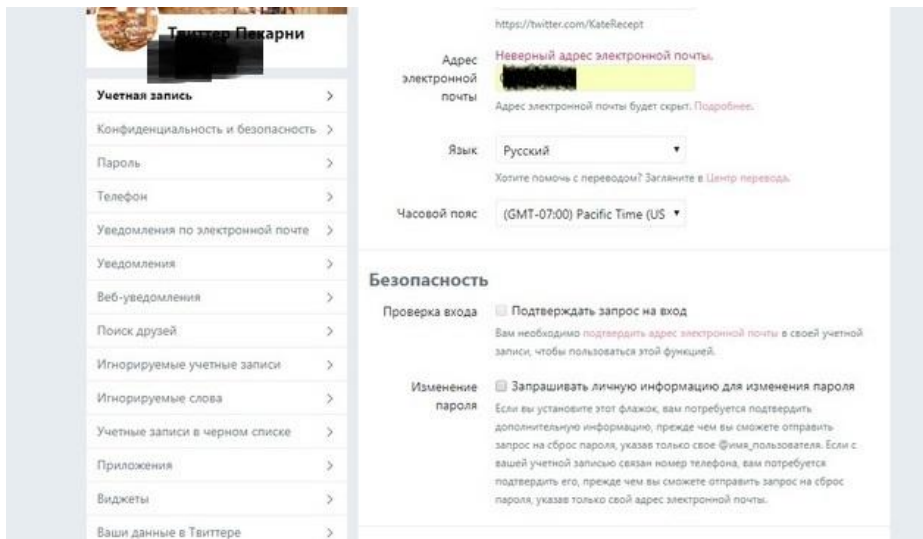 Твиттер Пекарни
Учетная запись
Конфиденциальность и безопасность
Пароль
Телефон
Уведомления по электронной почте
Уведомления
Веб-уведомления
Поиск друзей
Игнорируемые учетные записи
Игнорируемые слова
Учетные записи в черном списке
Приложения
Виджеты
Ваши данные в Твиттере
https://twitter.com/KateRecept
Адрес
электронной
почты
Неверный адрес электронной почты.
Адрес электронной почты будет скрыт. Подробнее.
Язык
Русский
Хотите помочь с переводом? Загляните в Центр перевода.
Часовой пояс
(GMT-07:00) Pacific Time (US
Безопасность
Проверка входа
Подтверждать запрос на вход
Вам необходимо подтвердить адрес электронной почты в своей учетной
записи, чтобы пользоваться этой функцией.
Изменение
пароля
Запрашивать личную информацию для изменения пароля
Если вы установите этот флажок, вам потребуется подтвердить
дополнительную информацию, прежде чем вы сможете отправить
запрос на сброс пароля, указав только свое @имя_пользователя. Если с
вашей учетной записью связан номер телефона, вам потребуется
подтвердить его, прежде чем вы сможете отправить запрос на сброс
пароля, указав только свой адрес электронной почты.